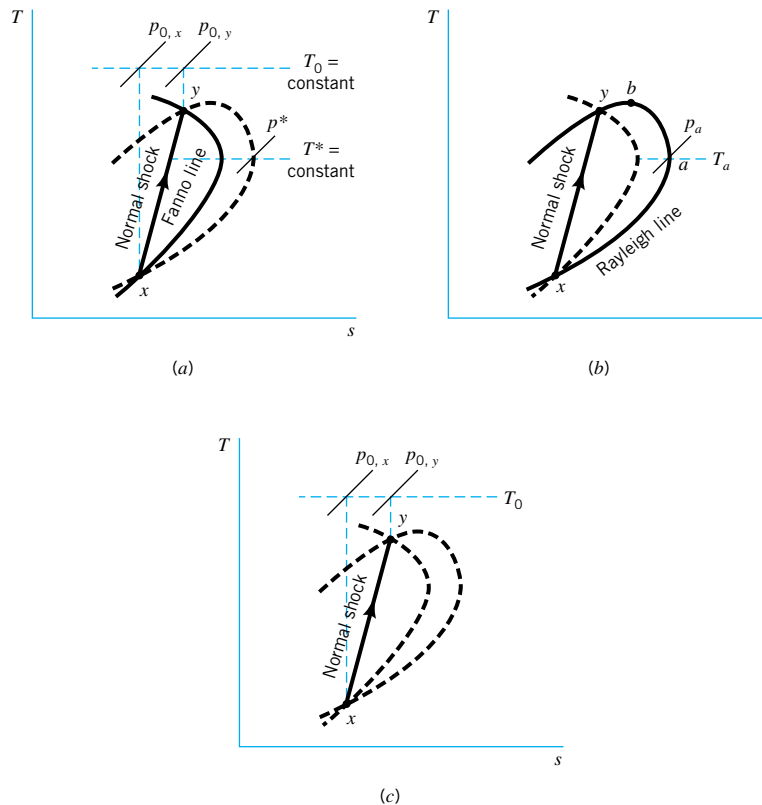 T
p0, x
p0, y
T0 =
constant
y
p*
T* =
constant
Normal shock
Fanno line
x
s
(a)
T
y
b
pa
a
Ta
Normal shock
Rayleigh line
x
(b)
T
p0, x
p0, y
T0
y
Normal shock
x
s
(c)